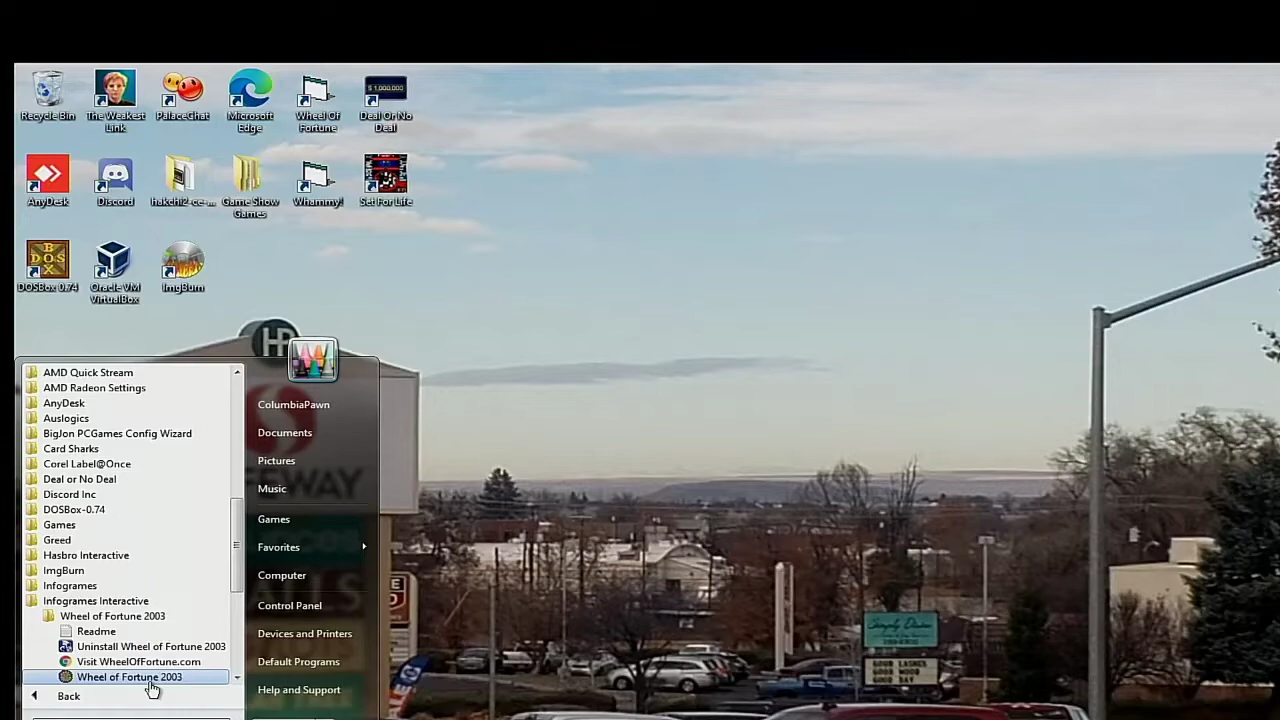 Recycle Bin
The Weakest Link
PalaceChat
Microsoft Edge
Wheel Of Fortune
$ 1,000,000
Deal Or No Deal
AnyDesk
Discord
hakchi2-ce-...
Game Show Games
Whammy!
Set For Life
DOSBox 0.74
Oracle VM VirtualBox
ImgBurn
AMD Quick Stream
AMD Radeon Settings
AnyDesk
Auslogics
BigJon PCGames Config Wizard
Card Sharks
Corel Label@Once
Deal or No Deal
Discord Inc
DOSBox-0.74
Games
Greed
Hasbro Interactive
ImgBurn
Infogrames
Infogrames Interactive
Wheel of Fortune 2003
Readme
Uninstall Wheel of Fortune 2003
Visit WheelOfFortune.com
Wheel of Fortune 2003
Back
ColumbiaPawn
Documents
Pictures
Music
Games
Favorites
Computer
Control Panel
Devices and Printers
Default Programs
Help and Support